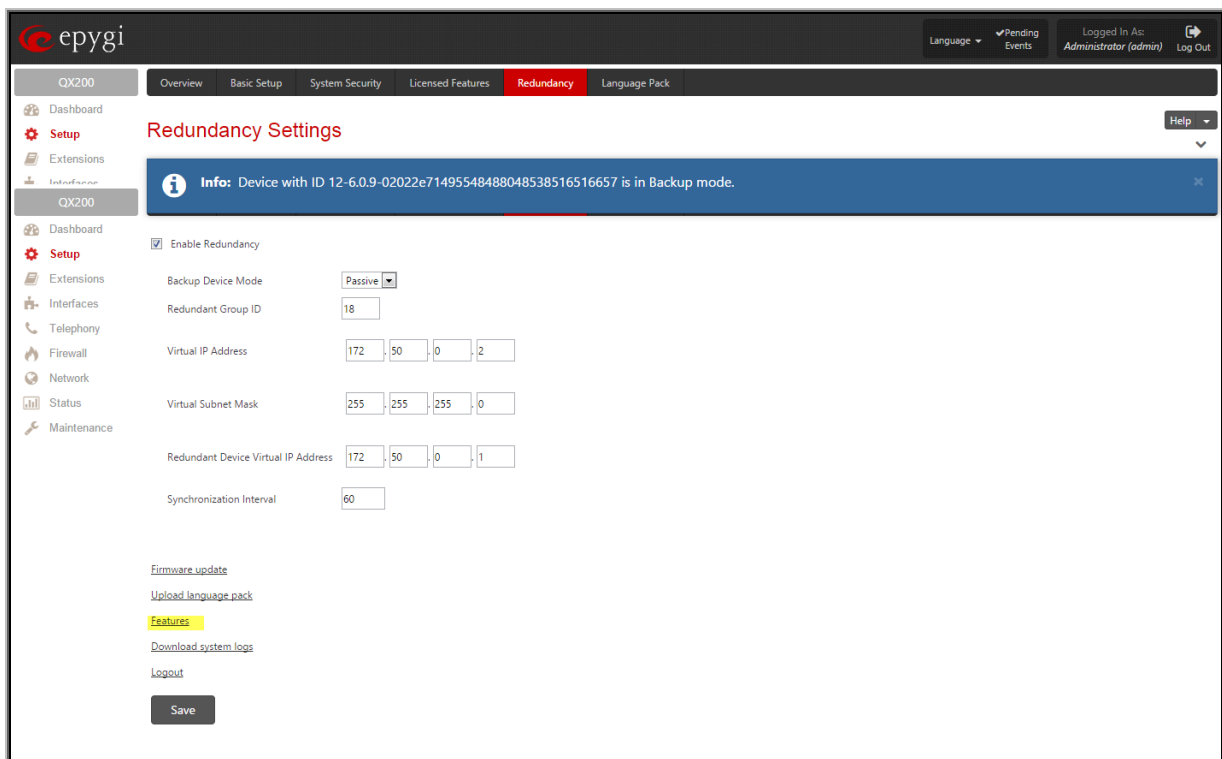 epygi
Language
Pending Events
Logged In As:
Administrator (admin)
Log Out
QX200
Overview Basic Setup System Security Licensed Features Redundancy Language Pack
Dashboard
Setup
Extensions
Interfaces
QX200
Dashboard
Setup
Extensions
Interfaces
Telephony
Firewall
Network
Status
Maintenance
Redundancy Settings
Help
Info: Device with ID 12-6.0.9-02022e71495548488048538516516657 is in Backup mode.
Enable Redundancy
Backup Device Mode Passive
Redundant Group ID 18
Virtual IP Address 172 . 50 . 0 . 2
Virtual Subnet Mask 255 . 255 . 255 . 0
Redundant Device Virtual IP Address 172 . 50 . 0 . 1
Synchronization Interval 60
Firmware update
Upload language pack
Features
Download system logs
Logout
Save